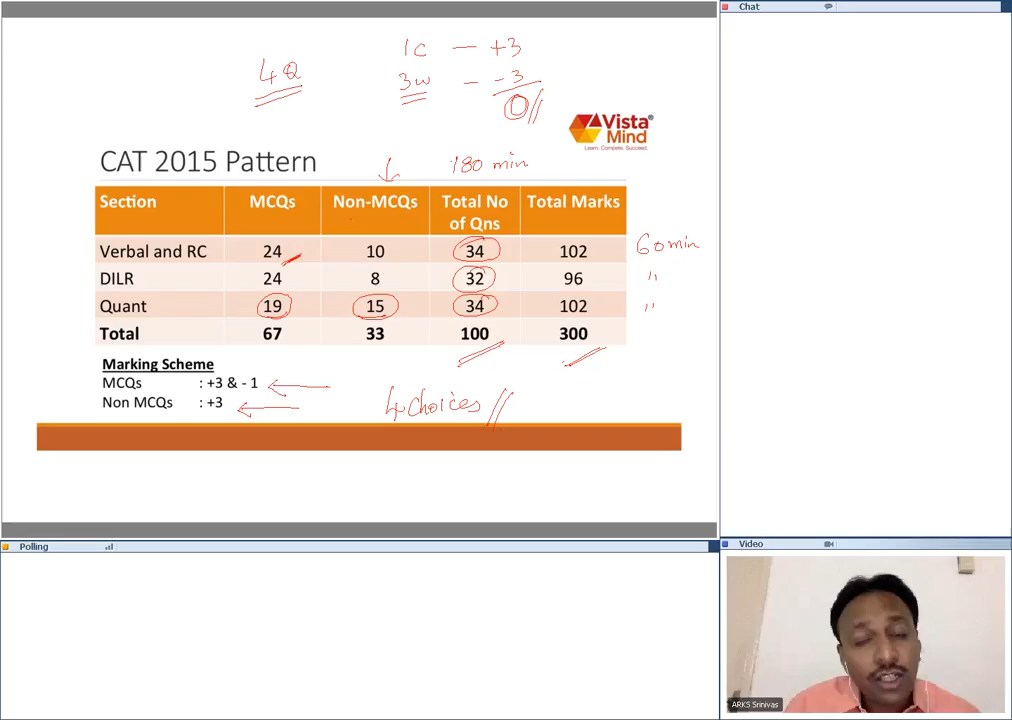 Chat
1C — +3
4Q
3W — -3
0
Vista
Mind
Learn. Compete. Succeed.
CAT 2015 Pattern
180 min
Section MCQs Non-MCQs Total No of Qns Total Marks
Verbal and RC 24 10 34 102 60 min
DILR 24 8 32 96 "
Quant 19 15 34 102 "
Total 67 33 100 300
Marking Scheme
MCQs : +3 & - 1
Non MCQs : +3
4 choices
Polling
Video
ARKS Srinivas